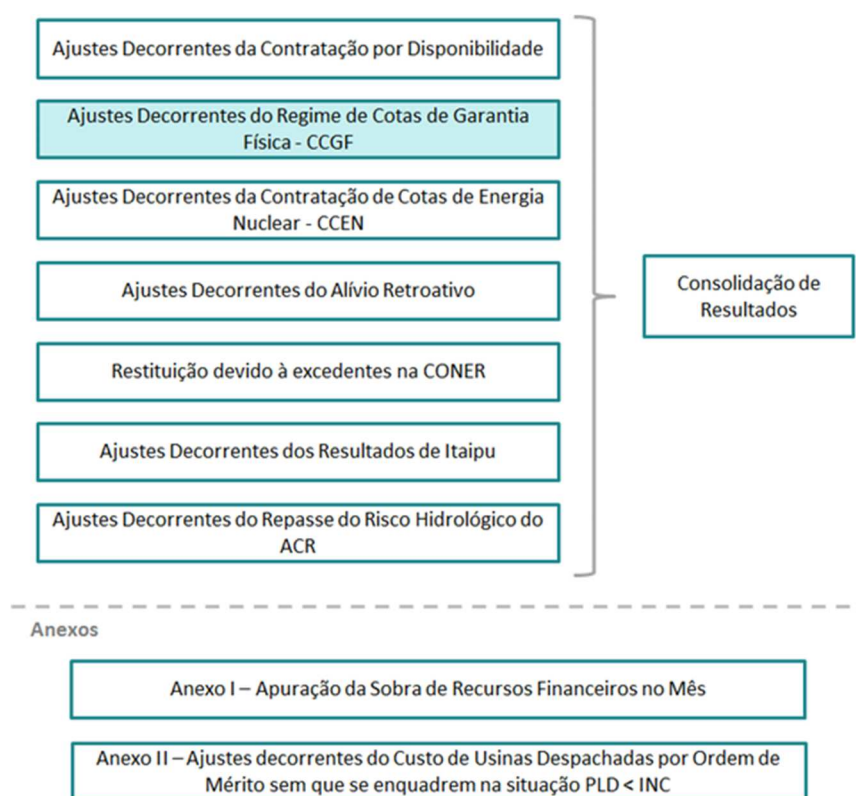 Ajustes Decorrentes da Contratação por Disponibilidade
Ajustes Decorrentes do Regime de Cotas de Garantia
Física - CCGF
Ajustes Decorrentes da Contratação de Cotas de Energia
Nuclear - CCEN
Ajustes Decorrentes do Alívio Retroativo
Restituição devido à excedentes na CONER
Ajustes Decorrentes dos Resultados de Itaipu
Ajustes Decorrentes do Repasse do Risco Hidrológico do
ACR
Consolidação de
Resultados
Anexos
Anexo I – Apuração da Sobra de Recursos Financeiros no Mês
Anexo II – Ajustes decorrentes do Custo de Usinas Despachadas por Ordem de
Mérito sem que se enquadrem na situação PLD < INC